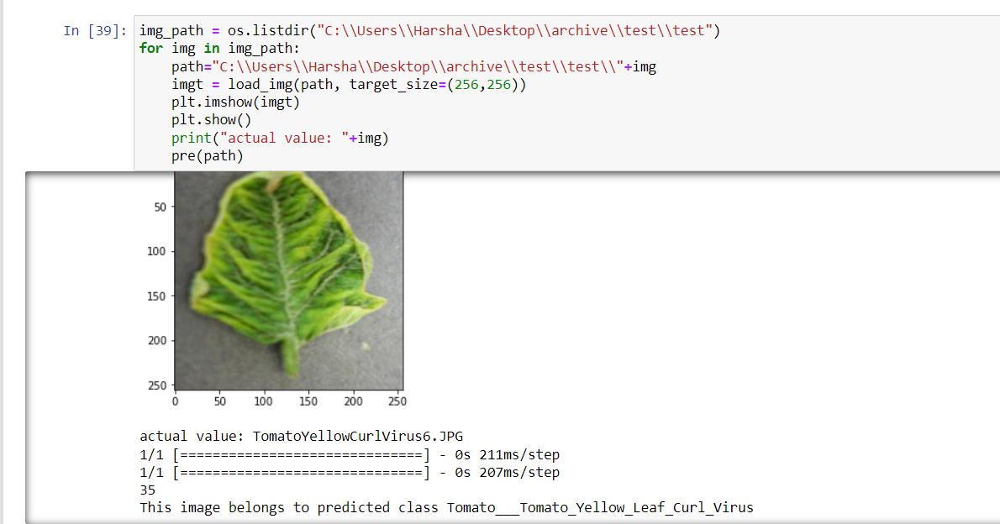 In [39]: img_path = os.listdir("C:\\Users\\Harsha\\Desktop\\archive\\test\\test")
for img in img_path:
    path="C:\\Users\\Harsha\\Desktop\\archive\\test\\test\\"+img
    imgt = load_img(path, target_size=(256,256))
    plt.imshow(imgt)
    plt.show()
    print("actual value: "+img)
    pre(path)
50
100
150
200
250
0 50 100 150 200 250
actual value: TomatoYellowCurlVirus6.JPG
1/1 [==============================] - 0s 211ms/step
1/1 [==============================] - 0s 207ms/step
35
This image belongs to predicted class Tomato___Tomato_Yellow_Leaf_Curl_Virus